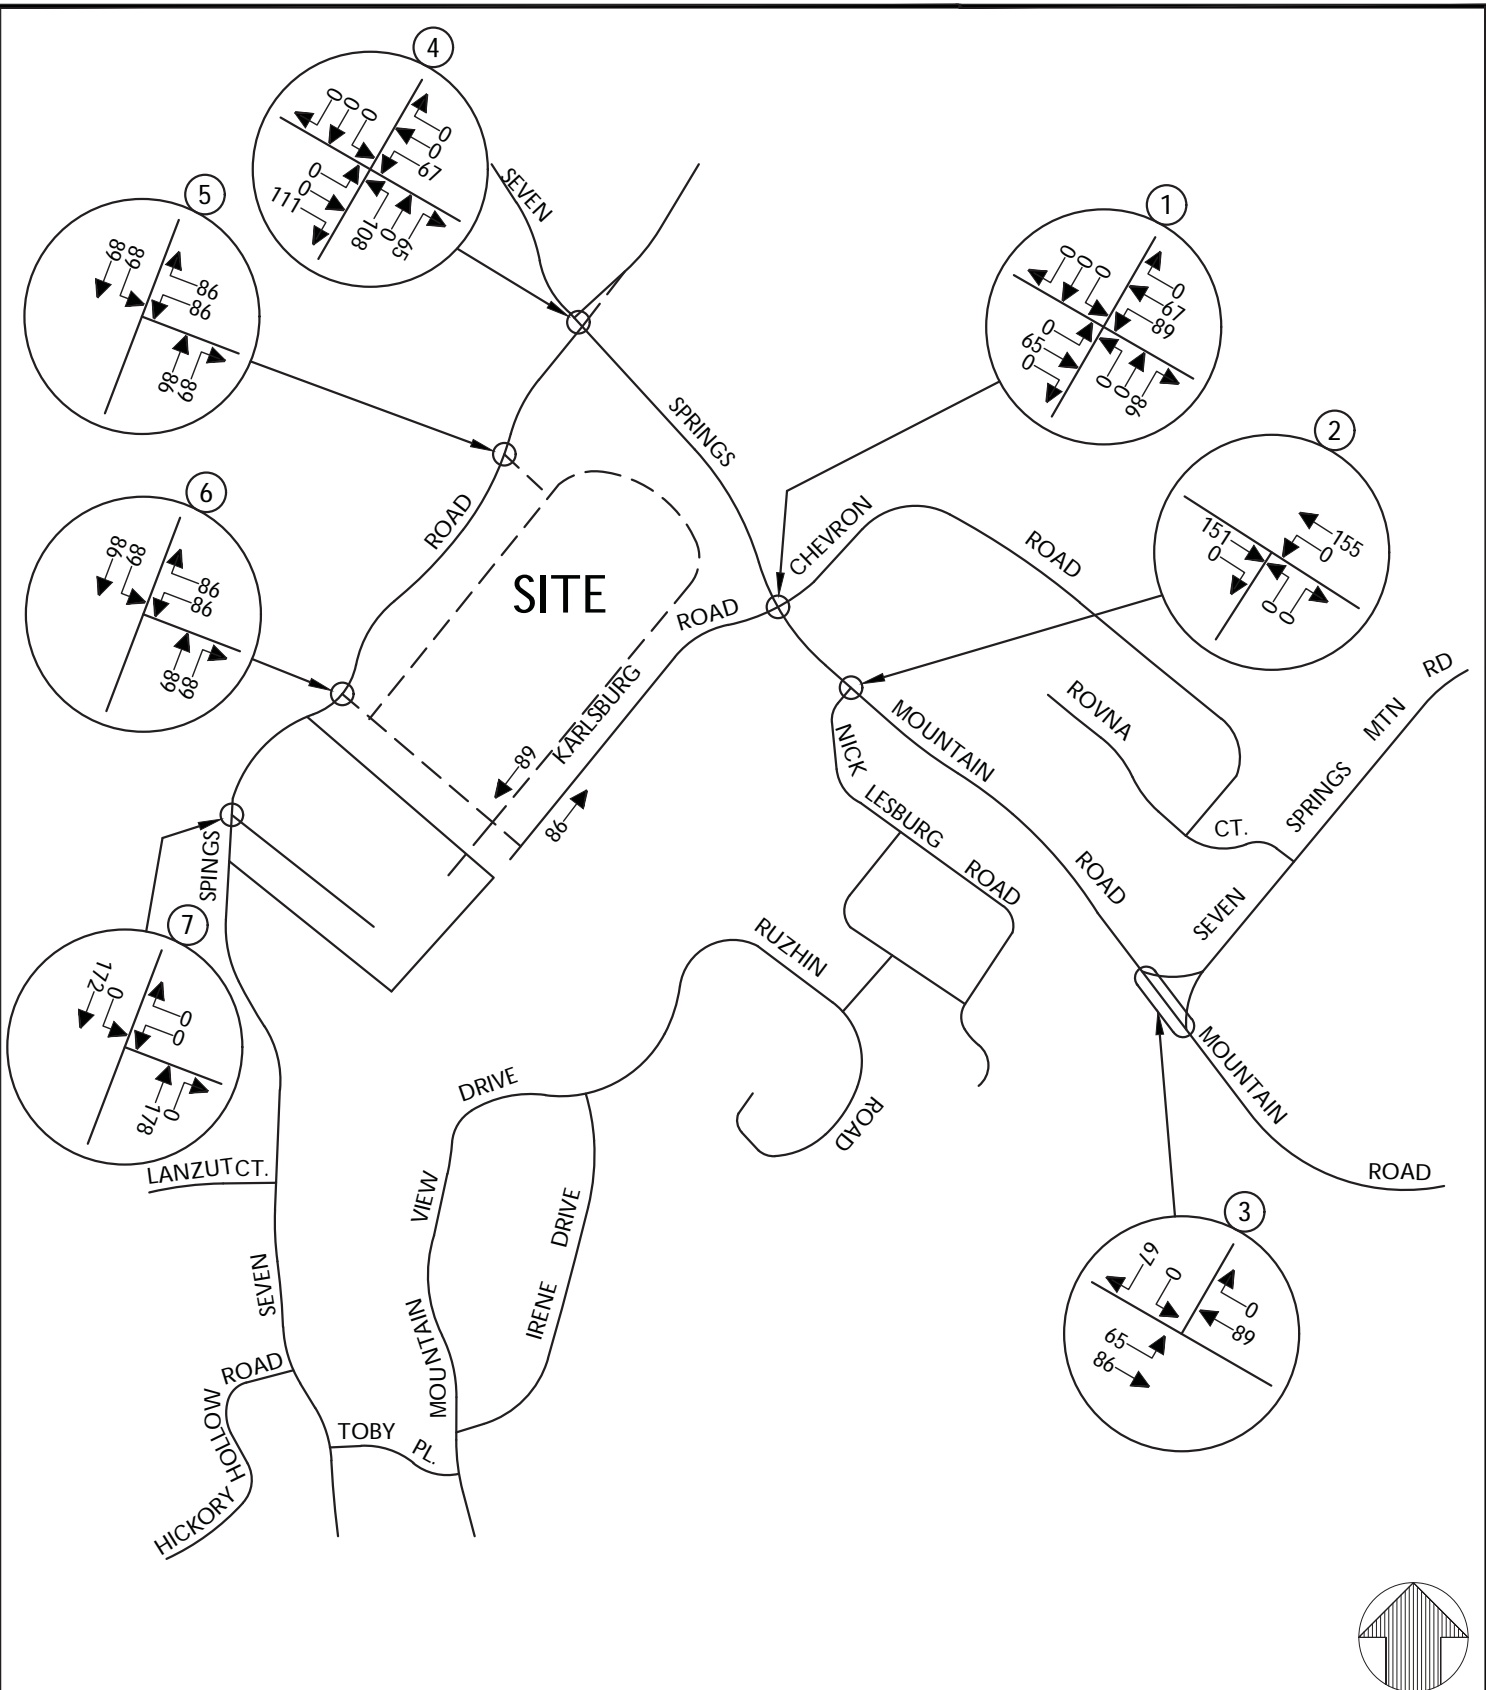 4
0
0
0
0
0
67
0
0
111
108
0
65
SEVEN
5
89
89
86
86
86
89
1
0
0
0
0
67
89
0
65
0
0
0
86
2
151
0
155
0
0
0
SPRINGS
6
86
89
86
86
89
89
ROAD
SITE
CHEVRON
ROAD
ROAD
KARLSBURG
89
86
NICK
LESBURG
ROAD
MOUNTAIN
ROAD
ROVNA
CT.
SEVEN
SPRINGS
MTN
RD
SPINGS
7
172
0
0
0
178
0
RUZHIN
ROAD
MOUNTAIN
ROAD
DRIVE
VIEW
MOUNTAIN
IRENE
DRIVE
LANZUT CT.
SEVEN
3
67
0
0
89
65
86
ROAD
HOLLOW
HICKORY
TOBY
PL.